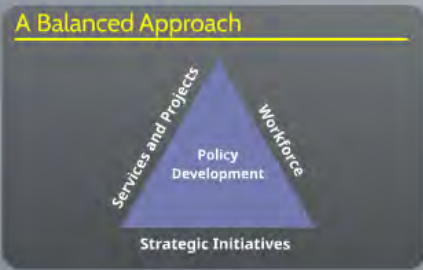 A Balanced Approach
Services and Projects
Workforce
Policy
Development
Strategic Initiatives